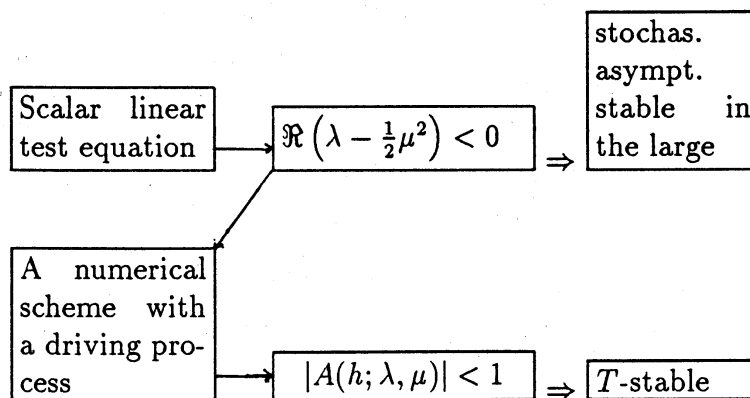 stochas.
asympt.
stable in
the large
Scalar linear
test equation
ℜ(λ − ½μ²) < 0
⇒
A numerical
scheme with
a driving pro-
cess
|A(h; λ, μ)| < 1
⇒
T-stable